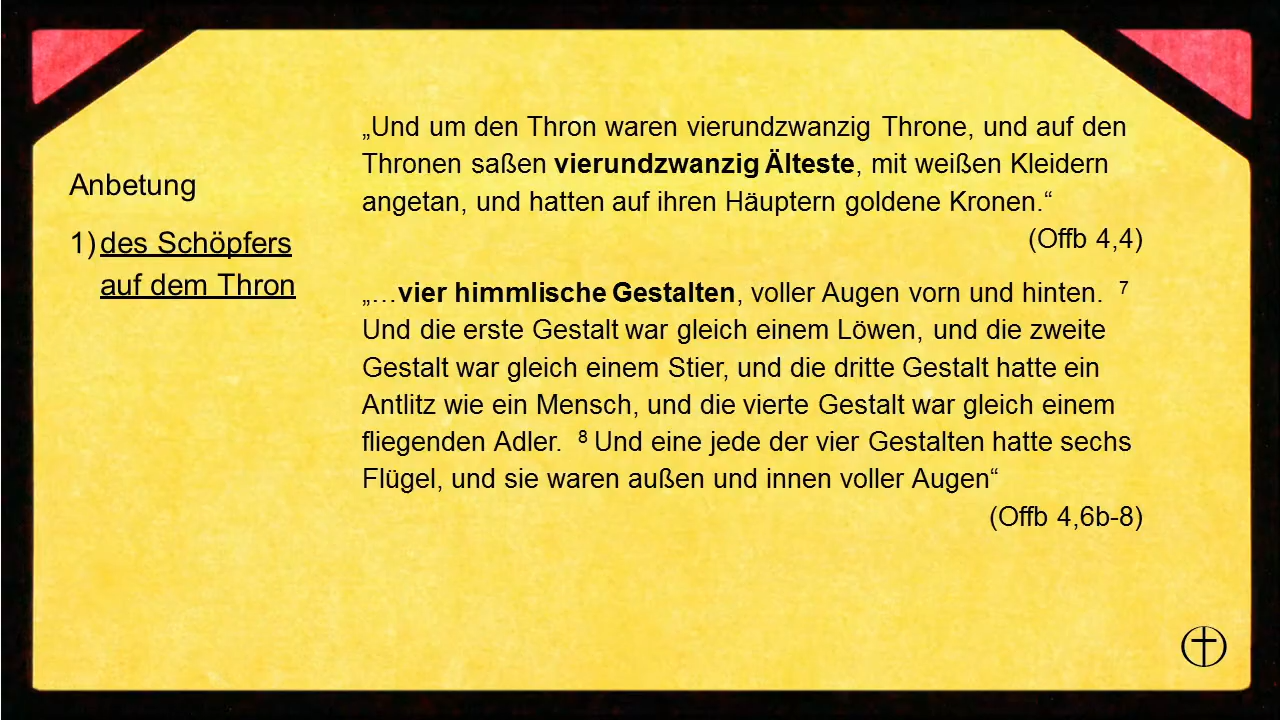 Anbetung
1) des Schöpfers
auf dem Thron
„Und um den Thron waren vierundzwanzig Throne, und auf den
Thronen saßen vierundzwanzig Älteste, mit weißen Kleidern
angetan, und hatten auf ihren Häuptern goldene Kronen.“
(Offb 4,4)
„…vier himmlische Gestalten, voller Augen vorn und hinten. ⁷
Und die erste Gestalt war gleich einem Löwen, und die zweite
Gestalt war gleich einem Stier, und die dritte Gestalt hatte ein
Antlitz wie ein Mensch, und die vierte Gestalt war gleich einem
fliegenden Adler. ⁸ Und eine jede der vier Gestalten hatte sechs
Flügel, und sie waren außen und innen voller Augen“
(Offb 4,6b-8)